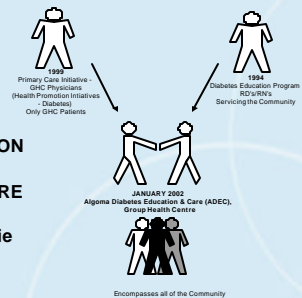 1999
Primary Care Initiative -
GHC Physicians
(Health Promotion Intiatives
- Diabetes)
Only GHC Patients
1994
Diabetes Education Program
RD's/RN's
Servicing the Community
ON
RE
ie
JANUARY 2002
Algoma Diabetes Education & Care (ADEC),
Group Health Centre
Encompasses all of the Community